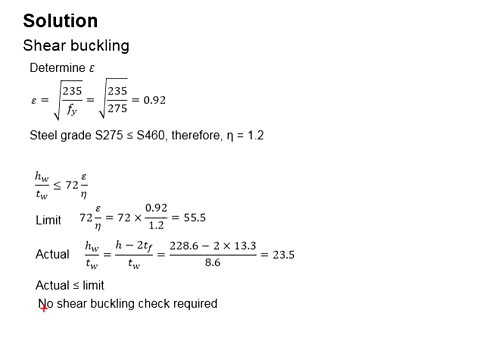 Solution
Shear buckling
Determine ε
ε = √(235/f_y) = √(235/275) = 0.92
Steel grade S275 ≤ S460, therefore, η = 1.2
h_w/t_w ≤ 72 ε/η
Limit 72 ε/η = 72 × 0.92/1.2 = 55.5
Actual h_w/t_w = (h − 2t_f)/t_w = (228.6 − 2 × 13.3)/8.6 = 23.5
Actual ≤ limit
No shear buckling check required